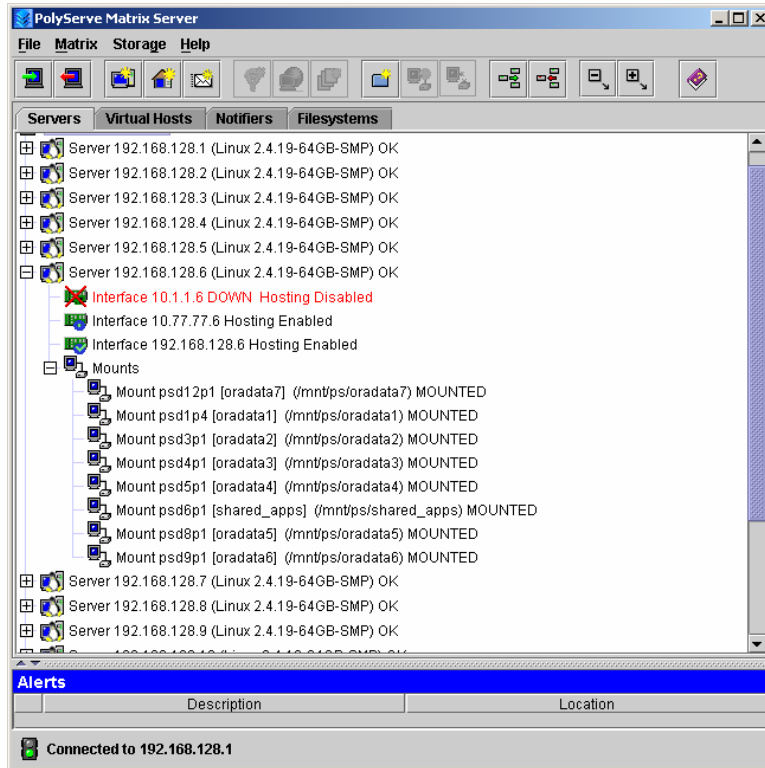 PolyServe Matrix Server
File Matrix Storage Help
Servers Virtual Hosts Notifiers Filesystems
Server 192.168.128.1 (Linux 2.4.19-64GB-SMP) OK
Server 192.168.128.2 (Linux 2.4.19-64GB-SMP) OK
Server 192.168.128.3 (Linux 2.4.19-64GB-SMP) OK
Server 192.168.128.4 (Linux 2.4.19-64GB-SMP) OK
Server 192.168.128.5 (Linux 2.4.19-64GB-SMP) OK
Server 192.168.128.6 (Linux 2.4.19-64GB-SMP) OK
Interface 10.1.1.6 DOWN Hosting Disabled
Interface 10.77.77.6 Hosting Enabled
Interface 192.168.128.6 Hosting Enabled
Mounts
Mount psd12p1 [oradata7] (/mnt/ps/oradata7) MOUNTED
Mount psd1p4 [oradata1] (/mnt/ps/oradata1) MOUNTED
Mount psd3p1 [oradata2] (/mnt/ps/oradata2) MOUNTED
Mount psd4p1 [oradata3] (/mnt/ps/oradata3) MOUNTED
Mount psd5p1 [oradata4] (/mnt/ps/oradata4) MOUNTED
Mount psd6p1 [shared_apps] (/mnt/ps/shared_apps) MOUNTED
Mount psd8p1 [oradata5] (/mnt/ps/oradata5) MOUNTED
Mount psd9p1 [oradata6] (/mnt/ps/oradata6) MOUNTED
Server 192.168.128.7 (Linux 2.4.19-64GB-SMP) OK
Server 192.168.128.8 (Linux 2.4.19-64GB-SMP) OK
Server 192.168.128.9 (Linux 2.4.19-64GB-SMP) OK
Alerts
Description Location
Connected to 192.168.128.1